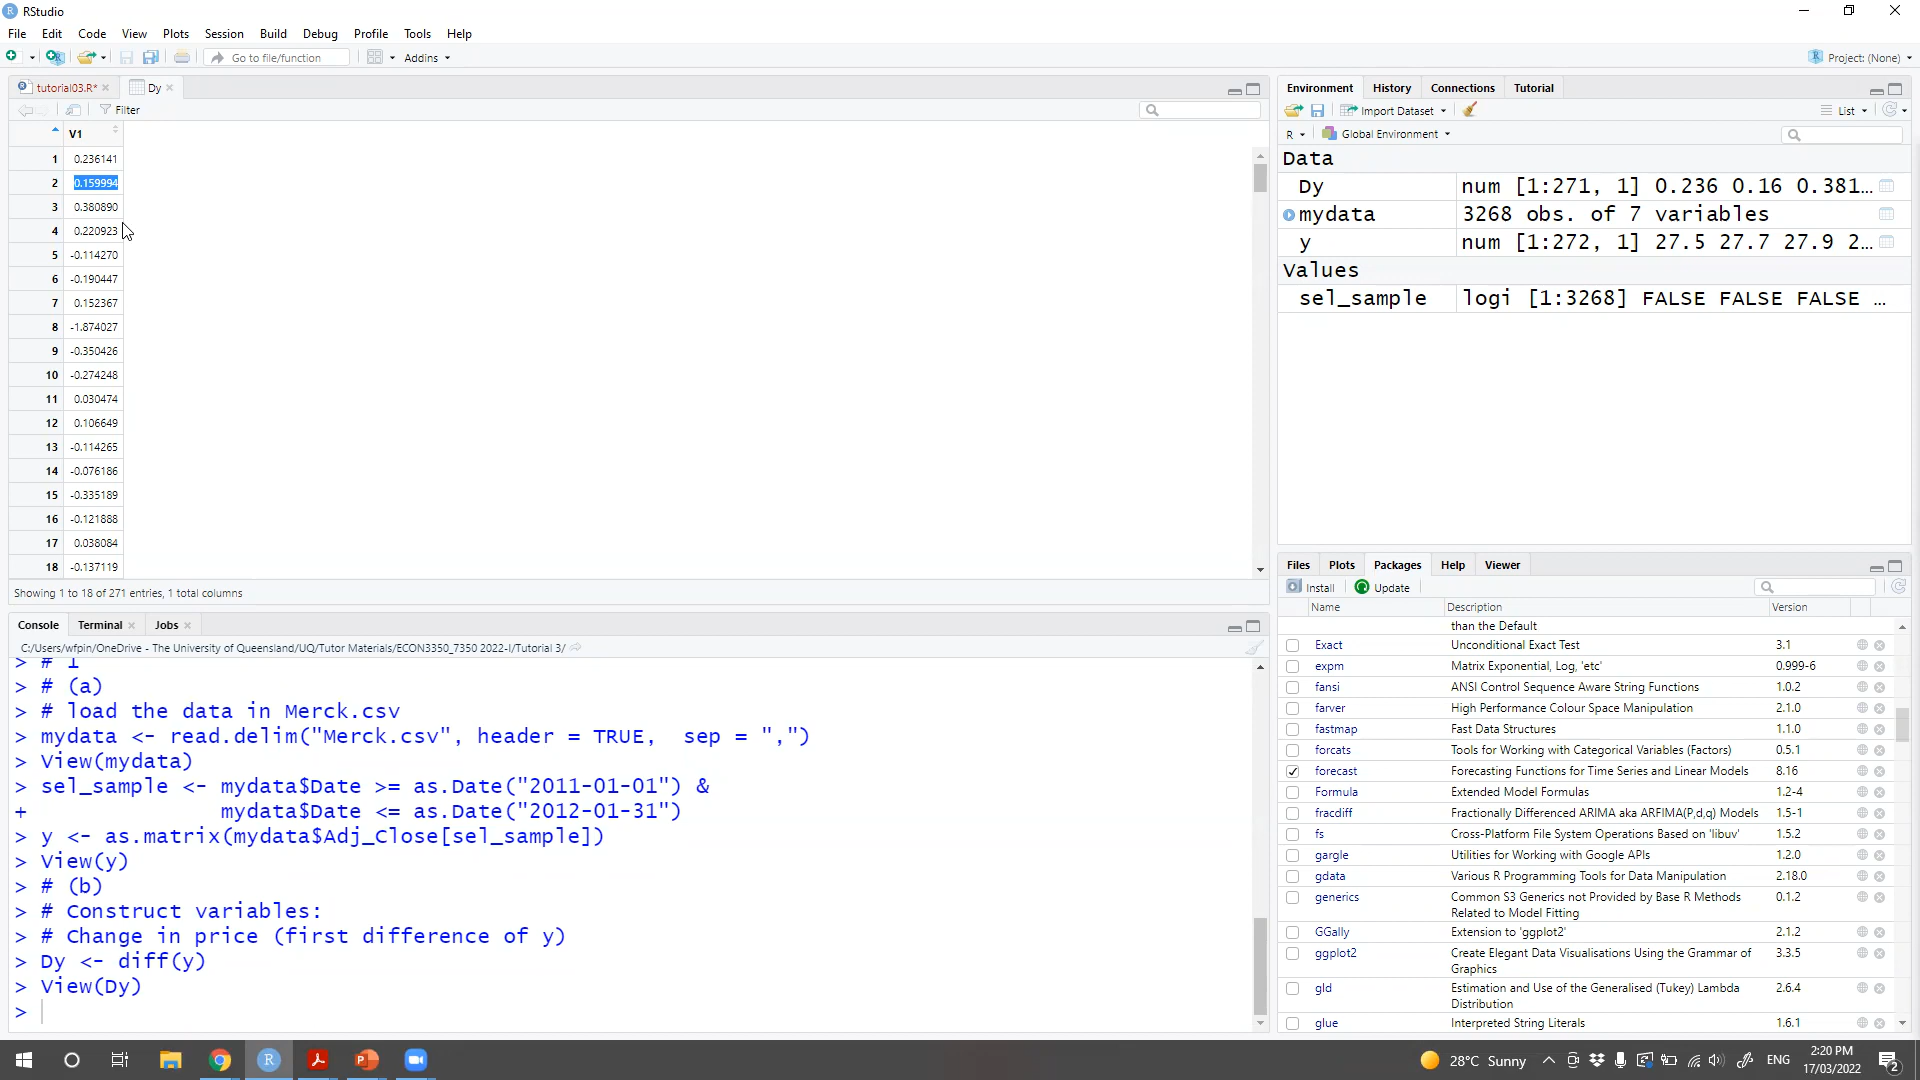 RStudio
File Edit Code View Plots Session Build Debug Profile Tools Help
Go to file/function Addins Project: (None)
tutorial03.R* Dy
Filter
V1
1 0.236141
2 0.159994
3 0.380890
4 0.220923
5 -0.114270
6 -0.190447
7 0.152367
8 -1.874027
9 -0.350426
10 -0.274248
11 0.030474
12 0.106649
13 -0.114265
14 -0.076186
15 -0.335189
16 -0.121888
17 0.038084
18 -0.137119
Showing 1 to 18 of 271 entries, 1 total columns
Console Terminal Jobs
C:/Users/wfpin/OneDrive - The University of Queensland/UQ/Tutor Materials/ECON3350_7350 2022-I/Tutorial 3/
> # 1
> # (a)
> # load the data in Merck.csv
> mydata <- read.delim("Merck.csv", header = TRUE,  sep = ",")
> View(mydata)
> sel_sample <- mydata$Date >= as.Date("2011-01-01") &
+               mydata$Date <= as.Date("2012-01-31")
> y <- as.matrix(mydata$Adj_Close[sel_sample])
> View(y)
> # (b)
> # Construct variables:
> # Change in price (first difference of y)
> Dy <- diff(y)
> View(Dy)
>
Environment History Connections Tutorial
Import Dataset List
R Global Environment
Data
Dy num [1:271, 1] 0.236 0.16 0.381...
mydata 3268 obs. of 7 variables
y num [1:272, 1] 27.5 27.7 27.9 2...
Values
sel_sample logi [1:3268] FALSE FALSE FALSE ...
Files Plots Packages Help Viewer
Install Update
Name Description Version
than the Default
Exact Unconditional Exact Test 3.1
expm Matrix Exponential, Log, 'etc' 0.999-6
fansi ANSI Control Sequence Aware String Functions 1.0.2
farver High Performance Colour Space Manipulation 2.1.0
fastmap Fast Data Structures 1.1.0
forcats Tools for Working with Categorical Variables (Factors) 0.5.1
forecast Forecasting Functions for Time Series and Linear Models 8.16
Formula Extended Model Formulas 1.2-4
fracdiff Fractionally Differenced ARIMA aka ARFIMA(P,d,q) Models 1.5-1
fs Cross-Platform File System Operations Based on 'libuv' 1.5.2
gargle Utilities for Working with Google APIs 1.2.0
gdata Various R Programming Tools for Data Manipulation 2.18.0
generics Common S3 Generics not Provided by Base R Methods 0.1.2
Related to Model Fitting
GGally Extension to 'ggplot2' 2.1.2
ggplot2 Create Elegant Data Visualisations Using the Grammar of 3.3.5
Graphics
gld Estimation and Use of the Generalised (Tukey) Lambda 2.6.4
Distribution
glue Interpreted String Literals 1.6.1
28°C Sunny ENG 2:20 PM
17/03/2022 2